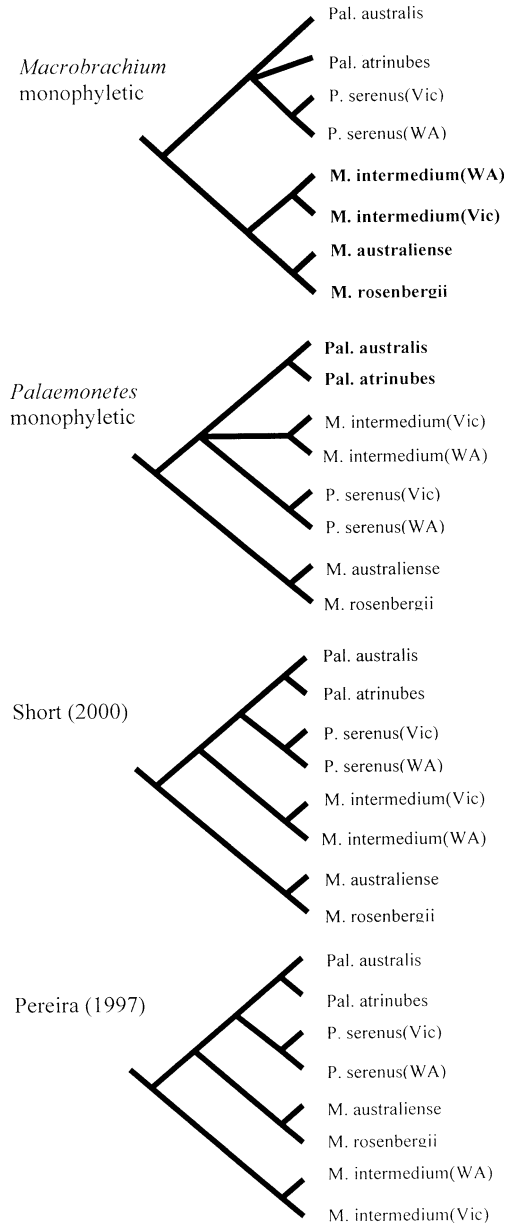 Pal. australis
Macrobrachium
monophyletic
Pal. atrinubes
P. serenus(Vic)
P. serenus(WA)
M. intermedium(WA)
M. intermedium(Vic)
M. australiense
M. rosenbergii
Palaemonetes
monophyletic
Pal. australis
Pal. atrinubes
M. intermedium(Vic)
M. intermedium(WA)
P. serenus(Vic)
P. serenus(WA)
M. australiense
M. rosenbergii
Short (2000)
Pal. australis
Pal. atrinubes
P. serenus(Vic)
P. serenus(WA)
M. intermedium(Vic)
M. intermedium(WA)
M. australiense
M. rosenbergii
Pereira (1997)
Pal. australis
Pal. atrinubes
P. serenus(Vic)
P. serenus(WA)
M. australiense
M. rosenbergii
M. intermedium(WA)
M. intermedium(Vic)